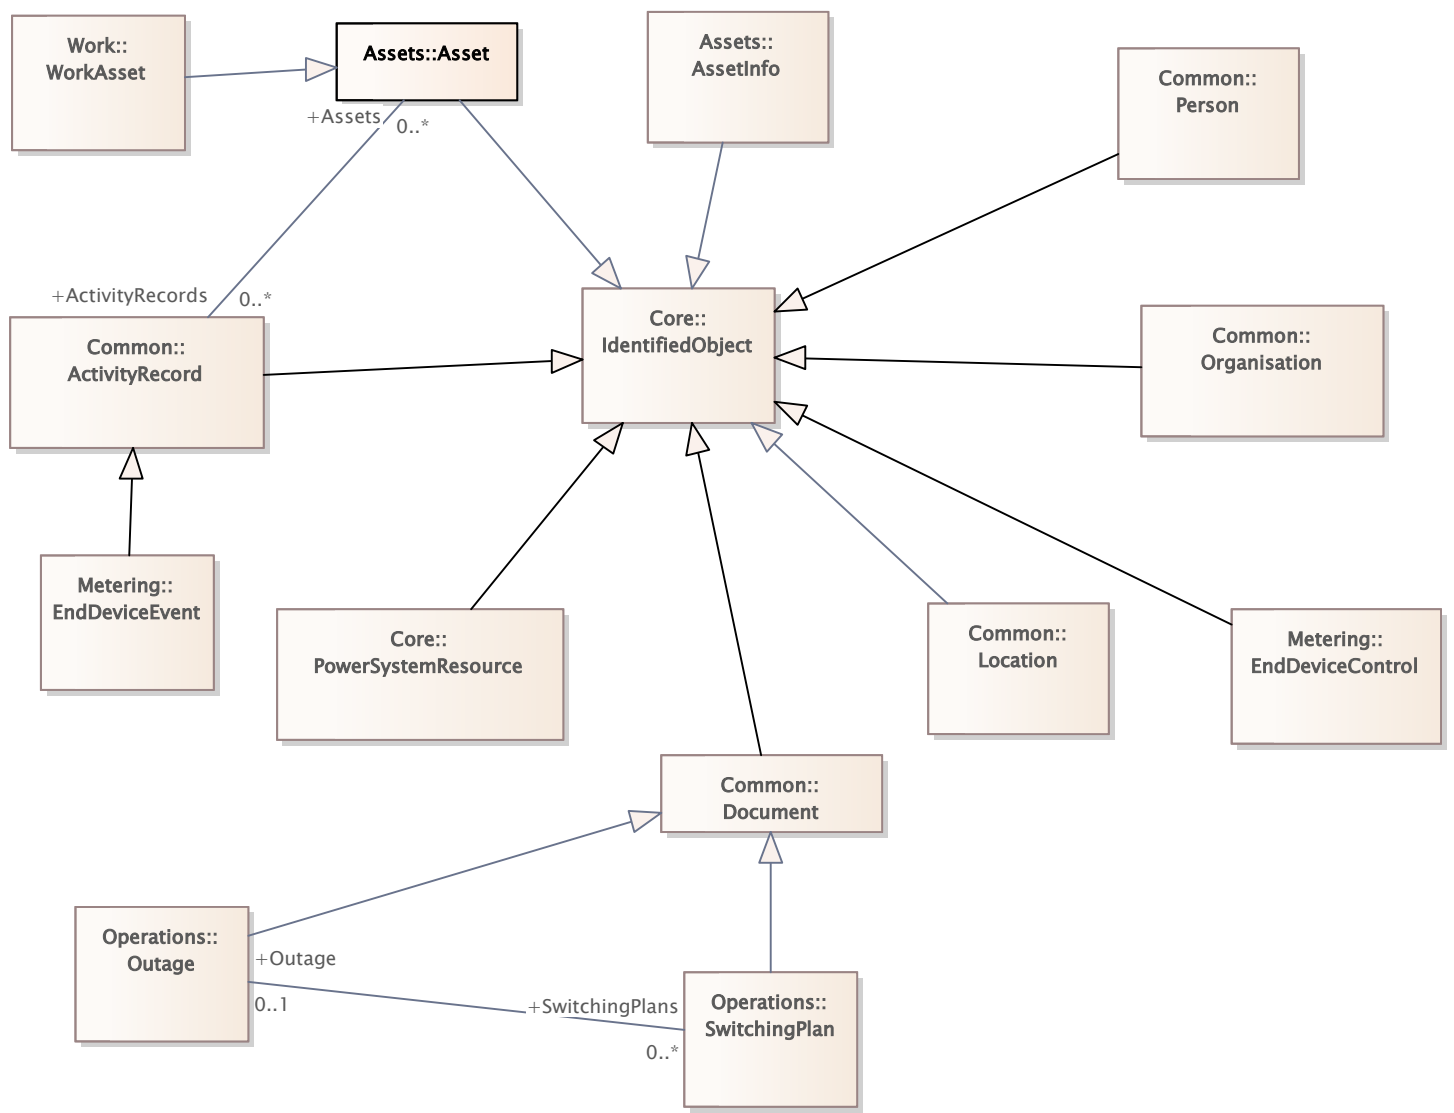 Work::
WorkAsset
Assets::Asset
Assets::
AssetInfo
Common::
Person
+Assets
0..*
+ActivityRecords
0..*
Common::
ActivityRecord
Core::
IdentifiedObject
Common::
Organisation
Metering::
EndDeviceEvent
Core::
PowerSystemResource
Common::
Location
Metering::
EndDeviceControl
Common::
Document
Operations::
Outage
+Outage
0..1
+SwitchingPlans
0..*
Operations::
SwitchingPlan